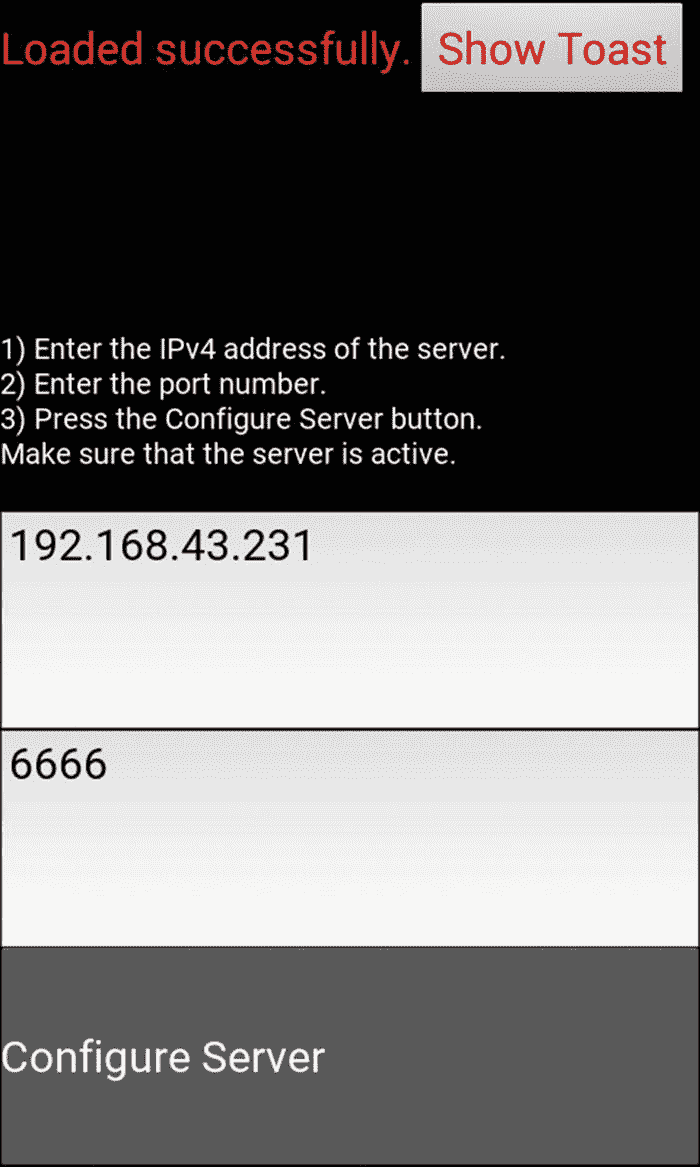 Loaded successfully. Show Toast
1) Enter the IPv4 address of the server.
2) Enter the port number.
3) Press the Configure Server button.
Make sure that the server is active.
192.168.43.231
6666
Configure Server